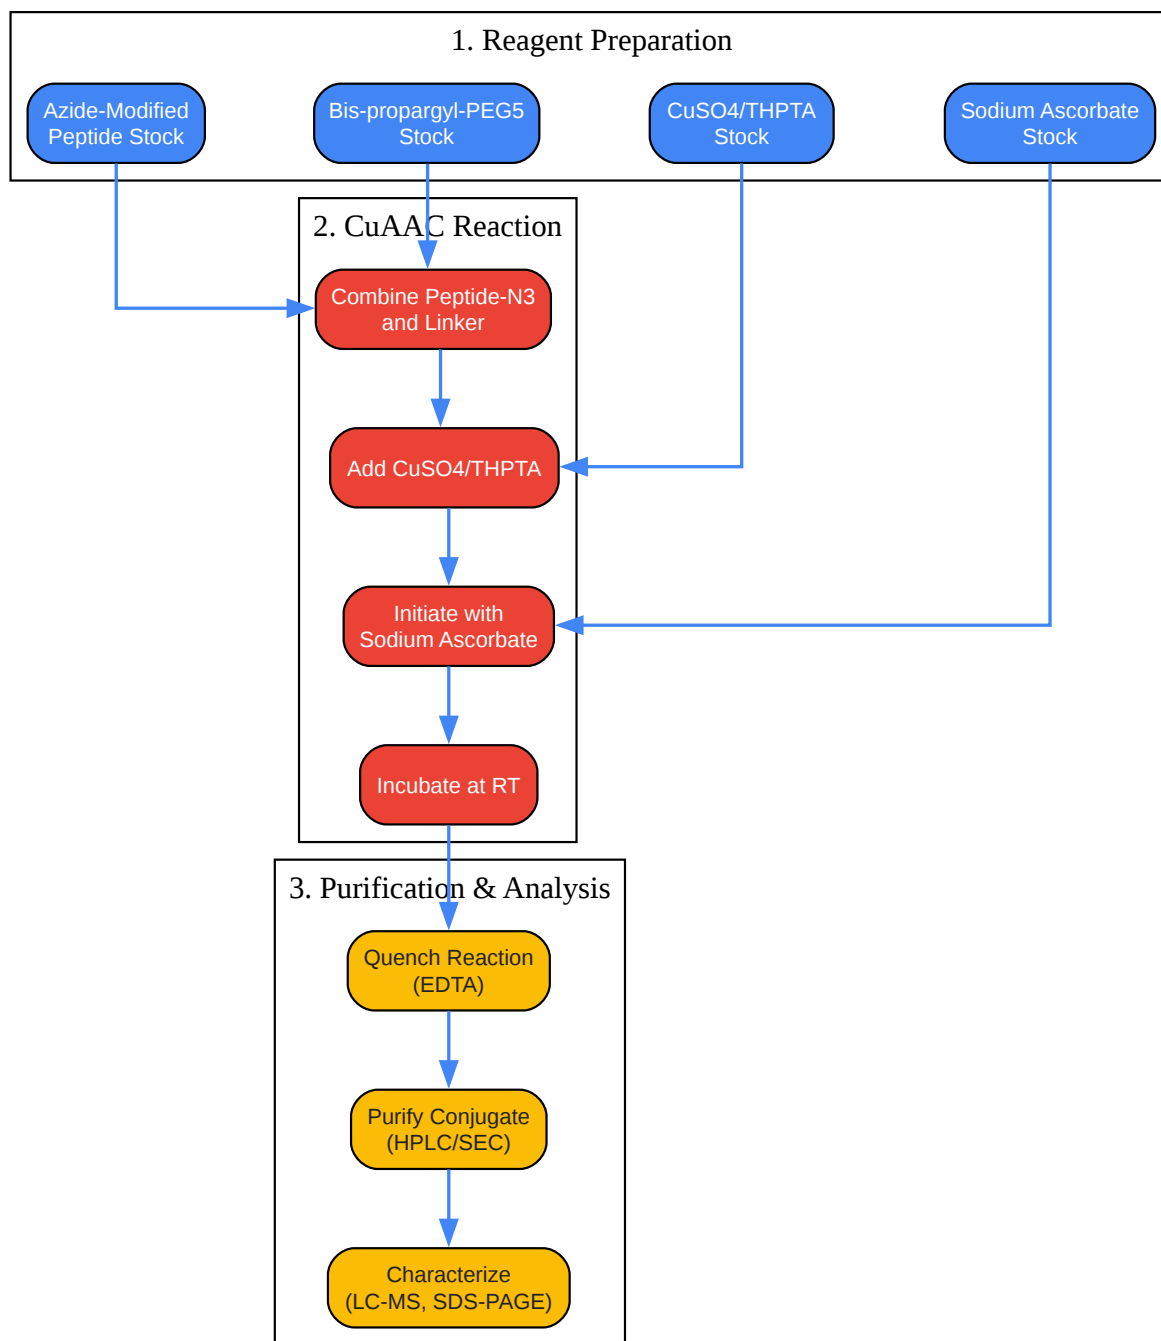 1. Reagent Preparation
Azide-Modified
Peptide Stock
Bis-propargyl-PEG5
Stock
CuSO4/THPTA
Stock
Sodium Ascorbate
Stock
2. CuAAC Reaction
Combine Peptide-N3
and Linker
Add CuSO4/THPTA
Initiate with
Sodium Ascorbate
Incubate at RT
3. Purification & Analysis
Quench Reaction
(EDTA)
Purify Conjugate
(HPLC/SEC)
Characterize
(LC-MS, SDS-PAGE)